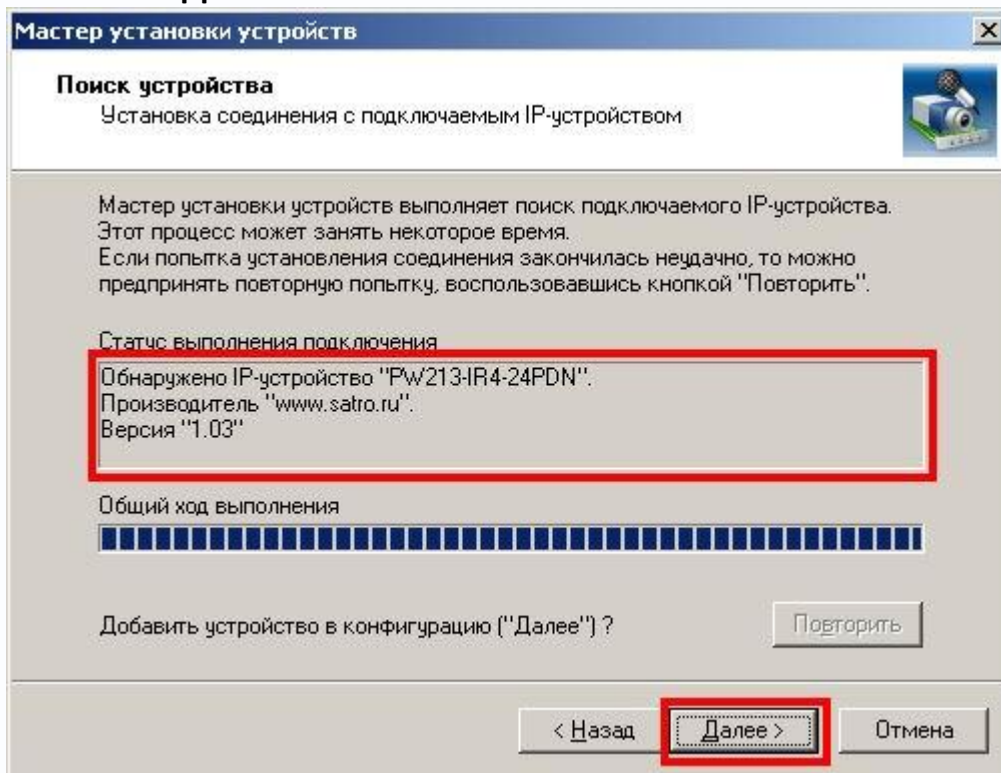 Мастер установки устройств
Поиск устройства
Установка соединения с подключаемым IP-устройством
Мастер установки устройств выполняет поиск подключаемого IP-устройства.
Этот процесс может занять некоторое время.
Если попытка установления соединения закончилась неудачно, то можно
предпринять повторную попытку, воспользовавшись кнопкой "Повторить".
Статус выполнения подключения
Обнаружено IP-устройство "PW213-IR4-24PDN".
Производитель "www.satro.ru".
Версия "1.03"
Общий ход выполнения
Добавить устройство в конфигурацию ("Далее") ?
Повторить
< Назад
Далее >
Отмена